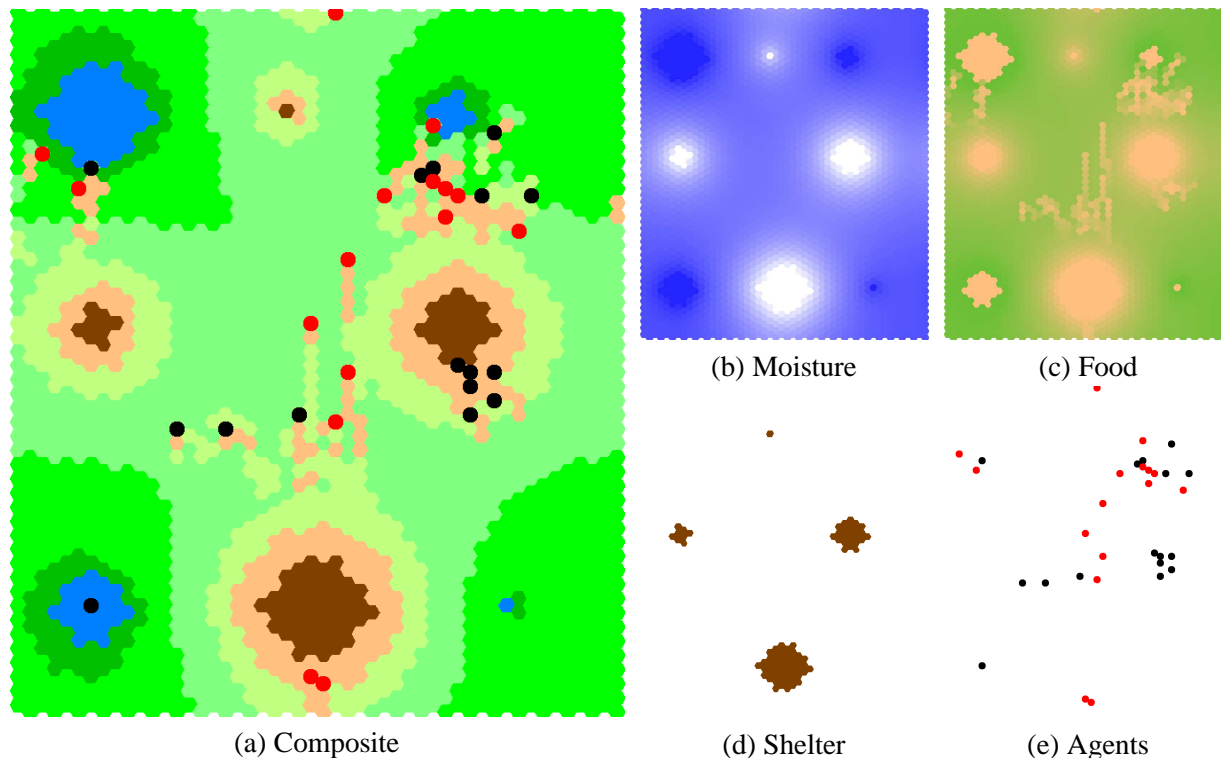 (b) Moisture
(c) Food
(a) Composite
(d) Shelter
(e) Agents